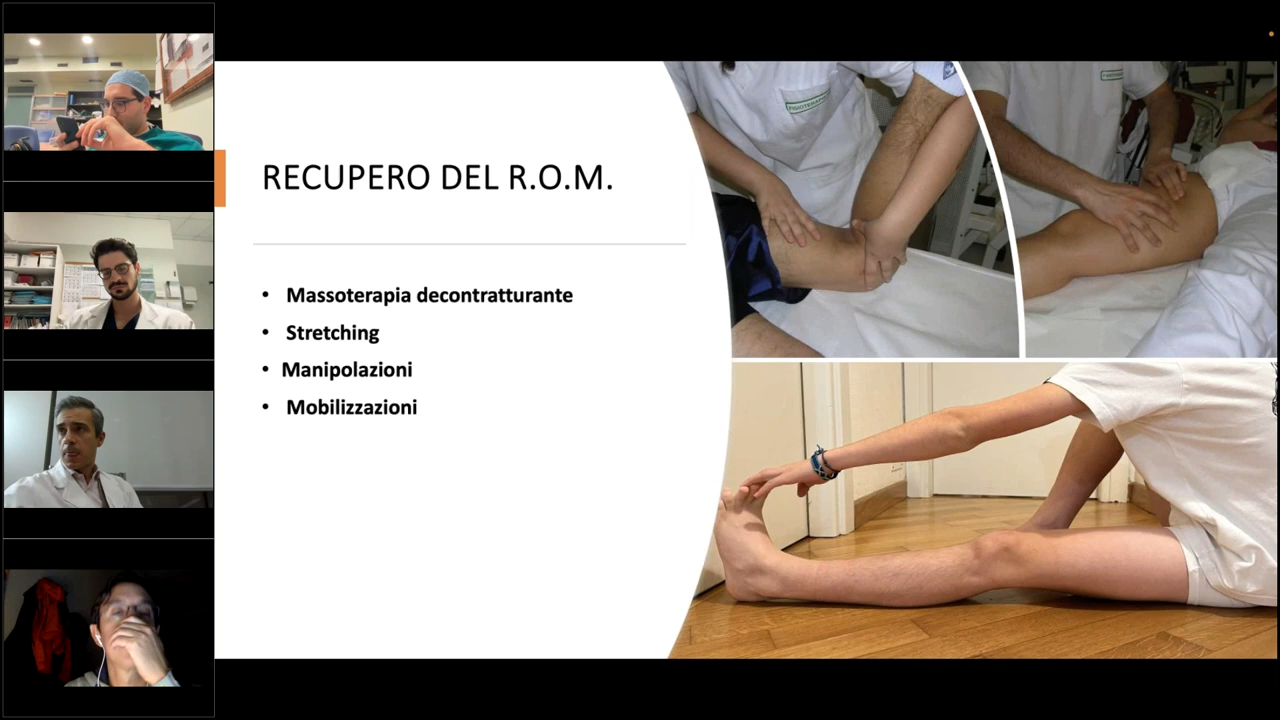 RECUPERO DEL R.O.M.
• Massoterapia decontratturante
• Stretching
• Manipolazioni
• Mobilizzazioni